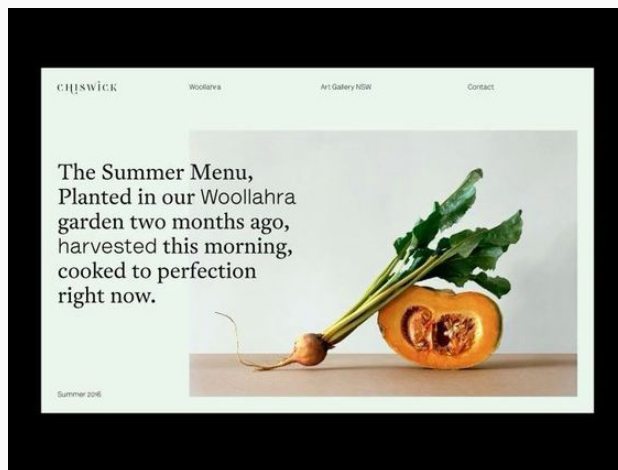 CHISWICK
Woollahra
Art Gallery NSW
Contact
The Summer Menu,
Planted in our Woollahra
garden two months ago,
harvested this morning,
cooked to perfection
right now.
Summer 2016